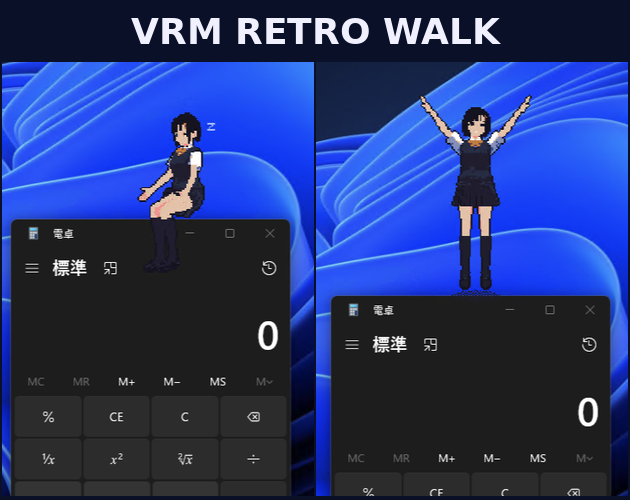 VRM RETRO WALK
z
電卓
標準
0
MC MR M+ M− MS M˅
% CE C
¹/x x² ²√x ÷
電卓
標準
0
MC MR M+ M− MS M˅
% CE C